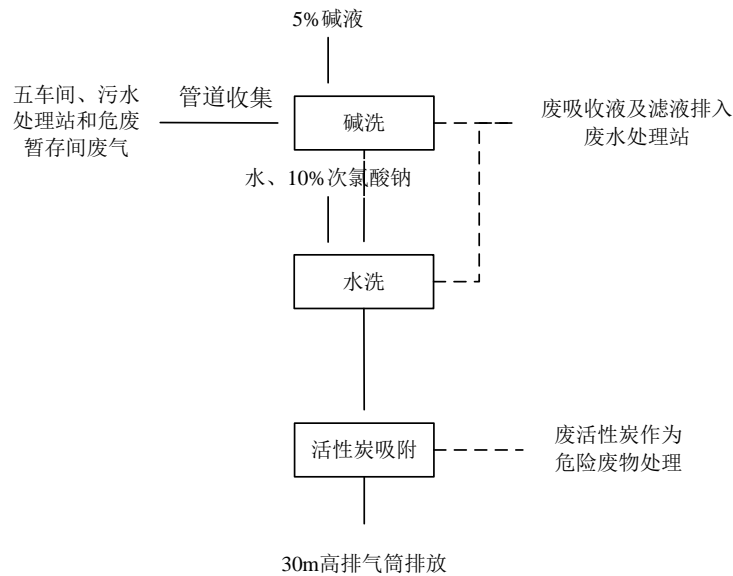 5%碱液
五车间、污水
处理站和危废
暂存间废气
管道收集
碱洗
废吸收液及滤液排入
废水处理站
水、10%次氯酸钠
水洗
活性炭吸附
废活性炭作为
危险废物处理
30m高排气筒排放